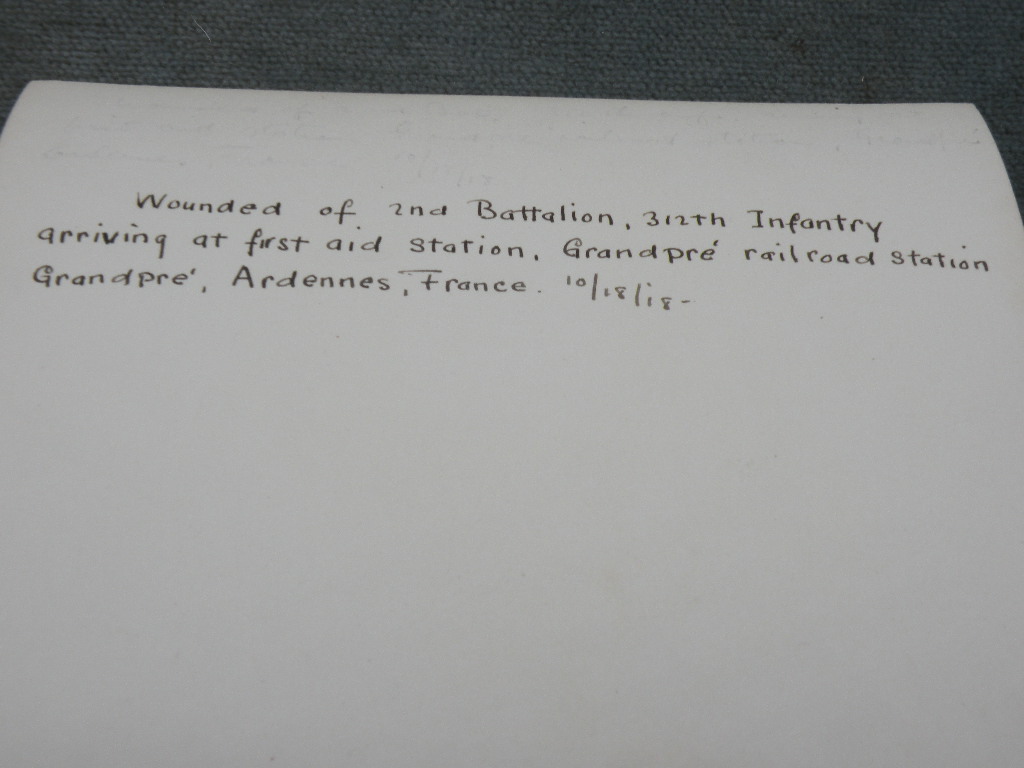 Wounded of 2nd Battalion, 312th Infantry
arriving at first aid station, Grandpré railroad station
Grandpré, Ardennes, France. 10/18/18-